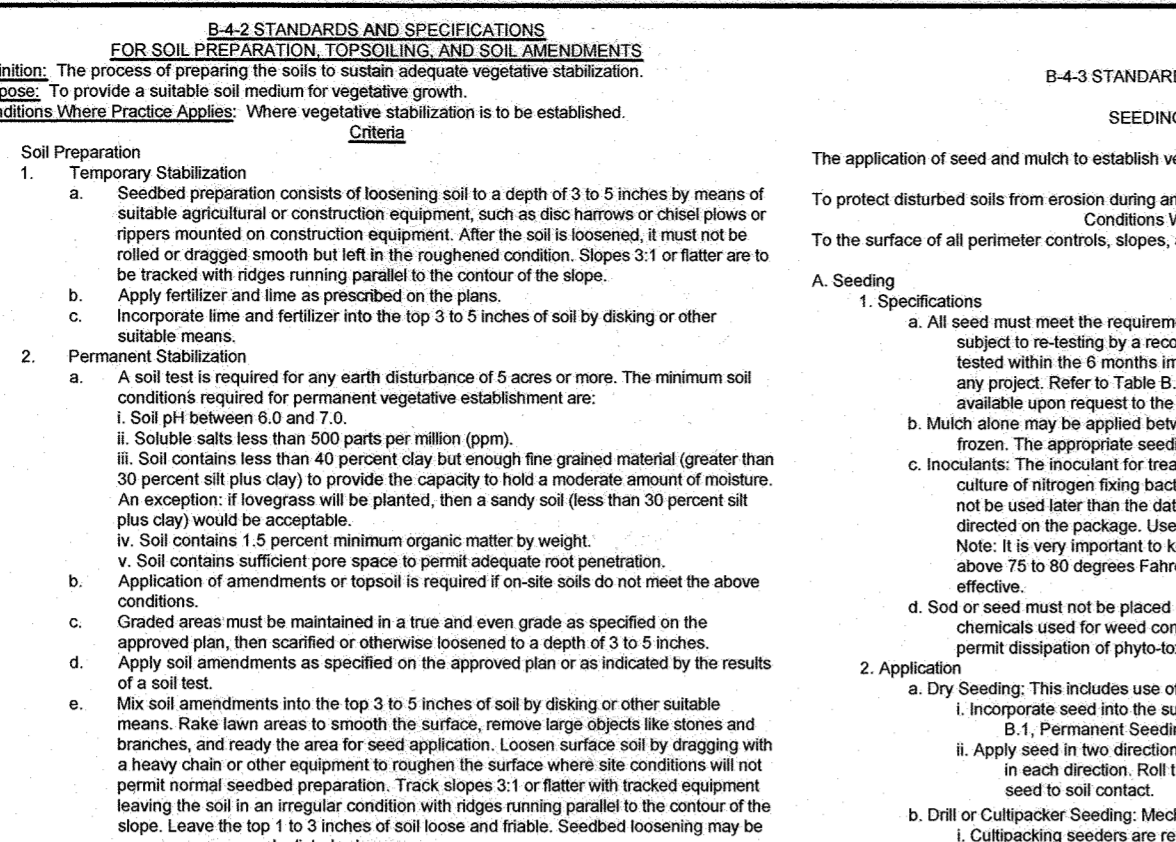 B-4-2 STANDARDS AND SPECIFICATIONS
FOR SOIL PREPARATION, TOPSOILING, AND SOIL AMENDMENTS
inition: The process of preparing the soils to sustain adequate vegetative stabilization.
pose: To provide a suitable soil medium for vegetative growth.
nditions Where Practice Applies: Where vegetative stabilization is to be established.
Criteria
Soil Preparation
1. Temporary Stabilization
a. Seedbed preparation consists of loosening soil to a depth of 3 to 5 inches by means of
suitable agricultural or construction equipment, such as disc harrows or chisel plows or
rippers mounted on construction equipment. After the soil is loosened, it must not be
rolled or dragged smooth but left in the roughened condition. Slopes 3:1 or flatter are to
be tracked with ridges running parallel to the contour of the slope.
b. Apply fertilizer and lime as prescribed on the plans.
c. Incorporate lime and fertilizer into the top 3 to 5 inches of soil by disking or other
suitable means.
2. Permanent Stabilization
a. A soil test is required for any earth disturbance of 5 acres or more. The minimum soil
conditions required for permanent vegetative establishment are:
i. Soil pH between 6.0 and 7.0.
ii. Soluble salts less than 500 parts per million (ppm).
iii. Soil contains less than 40 percent clay but enough fine grained material (greater than
30 percent silt plus clay) to provide the capacity to hold a moderate amount of moisture.
An exception: if lovegrass will be planted, then a sandy soil (less than 30 percent silt
plus clay) would be acceptable.
iv. Soil contains 1.5 percent minimum organic matter by weight.
v. Soil contains sufficient pore space to permit adequate root penetration.
b. Application of amendments or topsoil is required if on-site soils do not meet the above
conditions.
c. Graded areas must be maintained in a true and even grade as specified on the
approved plan, then scarified or otherwise loosened to a depth of 3 to 5 inches.
d. Apply soil amendments as specified on the approved plan or as indicated by the results
of a soil test.
e. Mix soil amendments into the top 3 to 5 inches of soil by disking or other suitable
means. Rake lawn areas to smooth the surface, remove large objects like stones and
branches, and ready the area for seed application. Loosen surface soil by dragging with
a heavy chain or other equipment to roughen the surface where site conditions will not
permit normal seedbed preparation. Track slopes 3:1 or flatter with tracked equipment
leaving the soil in an irregular condition with ridges running parallel to the contour of the
slope. Leave the top 1 to 3 inches of soil loose and friable. Seedbed loosening may be
B-4-3 STANDARD
SEEDING
The application of seed and mulch to establish ve
To protect disturbed soils from erosion during an
Conditions W
To the surface of all perimeter controls, slopes,
A. Seeding
1. Specifications
a. All seed must meet the requirem
subject to re-testing by a reco
tested within the 6 months im
any project. Refer to Table B.
available upon request to the
b. Mulch alone may be applied betw
frozen. The appropriate seedi
c. Inoculants: The inoculant for trea
culture of nitrogen fixing bact
not be used later than the dat
directed on the package. Use
Note: It is very important to k
above 75 to 80 degrees Fahre
effective.
d. Sod or seed must not be placed
chemicals used for weed con
permit dissipation of phyto-to
2. Application
a. Dry Seeding: This includes use of
i. Incorporate seed into the su
B.1, Permanent Seedin
ii. Apply seed in two direction
in each direction. Roll t
seed to soil contact.
b. Drill or Cultipacker Seeding: Mech
i. Cultipacking seeders are re